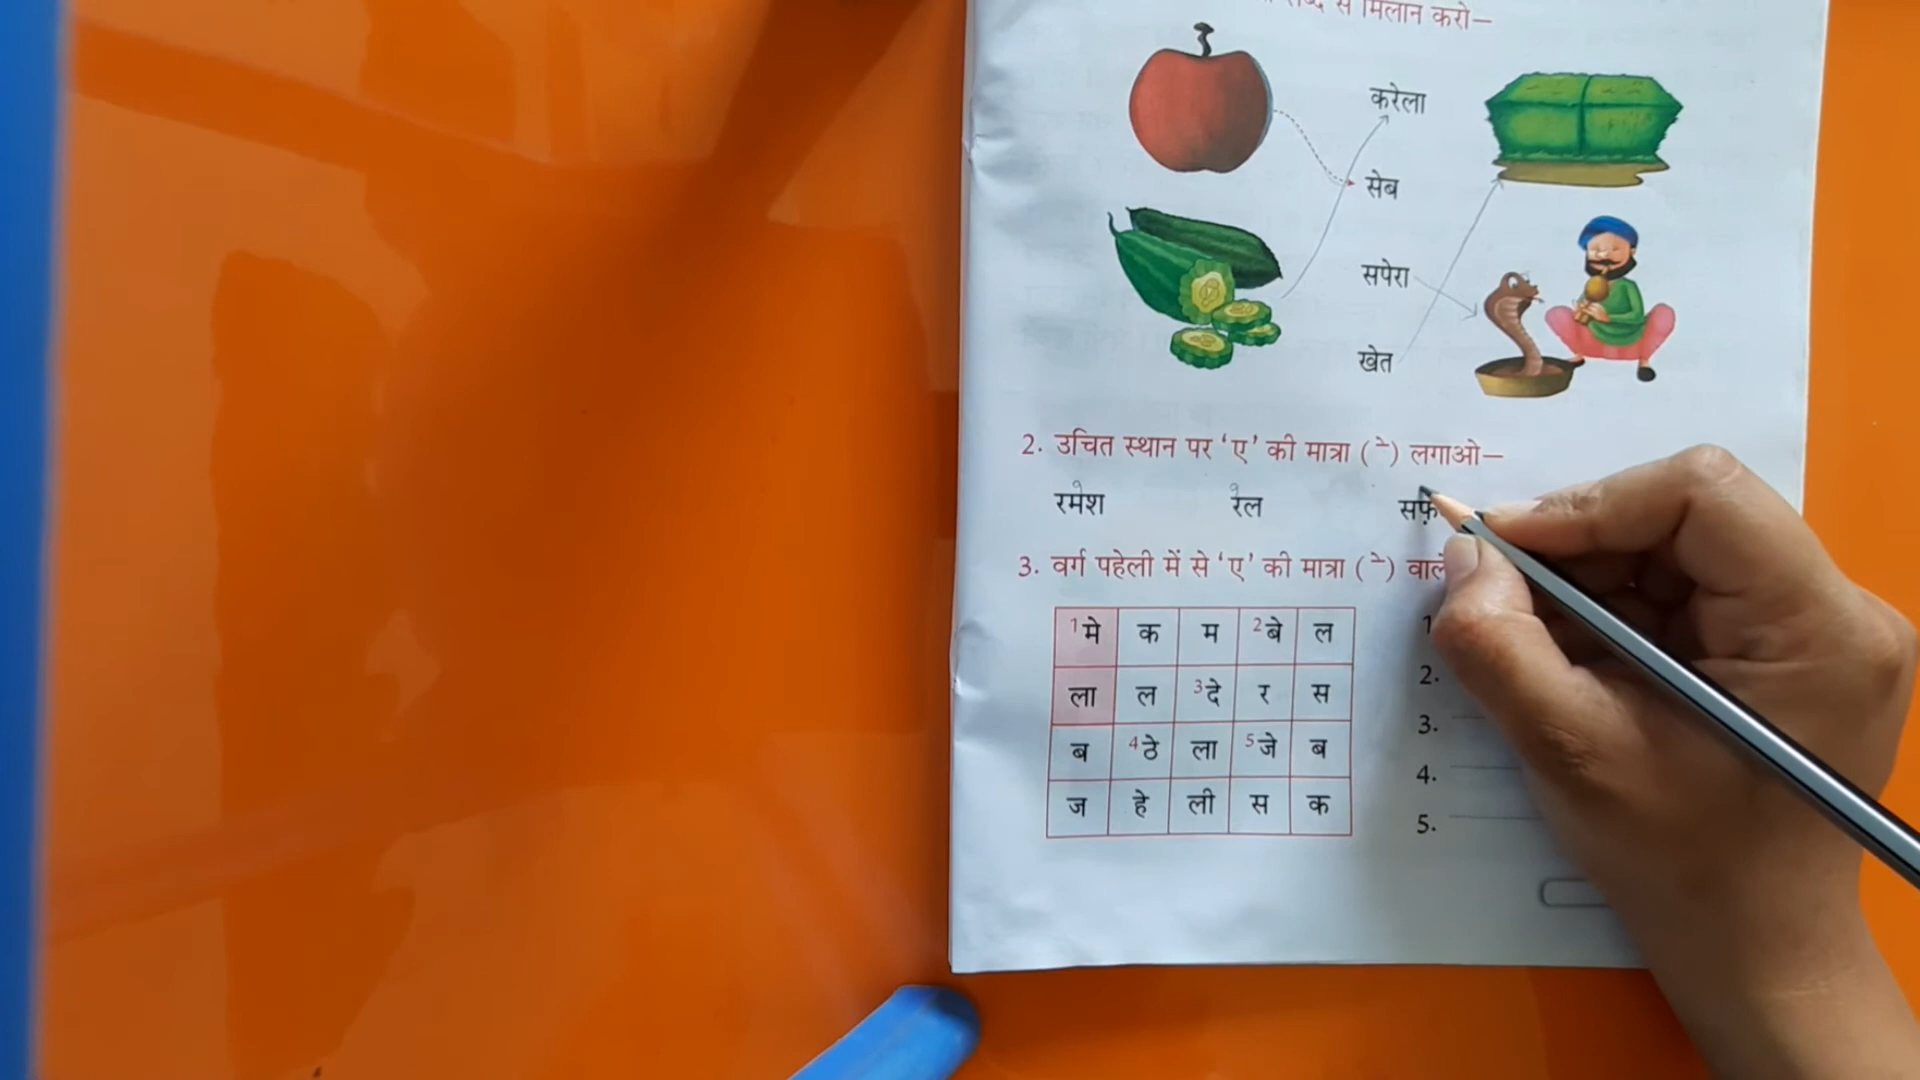 से मिलान करो—
करेला
सेब
सपेरा
खेत
2. उचित स्थान पर ‘ए’ की मात्रा ( े ) लगाओ—
रमेश रेल
3. वर्ग पहेली में से ‘ए’ की मात्रा ( े )
1मे क म 2बे ल
ला ल 3दे र स
ब 4ठे ला 5जे ब
ज हे ली स क
1
2.
3.
4.
5.